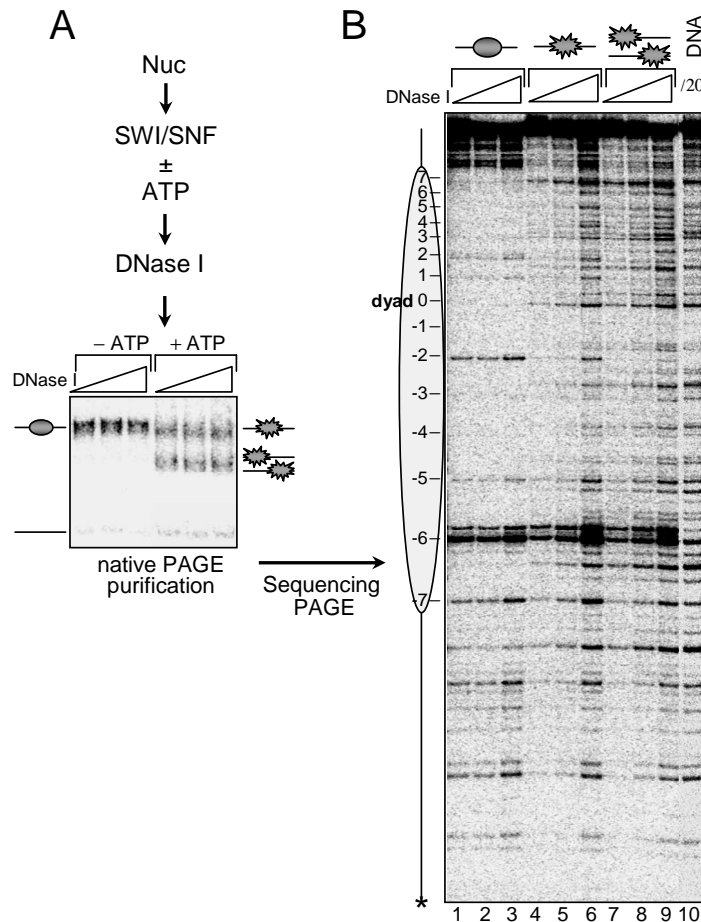 A
Nuc
SWI/SNF
±
ATP
DNase I
– ATP + ATP
DNase I
native PAGE
purification
Sequencing
PAGE
B
DNA
/20
DNase I
7
6
5
4
3
2
1
dyad 0
-1
-2
-3
-4
-5
-6
-7
*
1 2 3 4 5 6 7 8 9 10